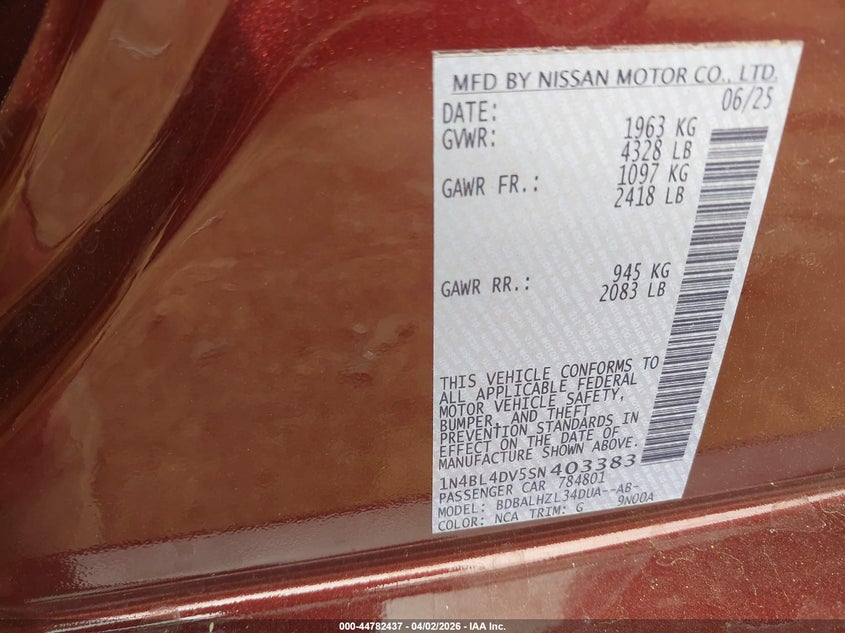 MFD BY NISSAN MOTOR CO., LTD.
DATE: 06/25
GVWR: 1963 KG
4328 LB
GAWR FR.: 1097 KG
2418 LB
GAWR RR.: 945 KG
2083 LB
THIS VEHICLE CONFORMS TO
ALL APPLICABLE FEDERAL
MOTOR VEHICLE SAFETY,
BUMPER, AND THEFT
PREVENTION STANDARDS IN
EFFECT ON THE DATE OF
MANUFACTURE SHOWN ABOVE.
1N4BL4DV5SN403383
PASSENGER CAR 784801
MODEL: BDBALHZL34DUA--AB-
COLOR: NCA TRIM: G 9N00A
000-44782437 - 04/02/2026 - IAA Inc.